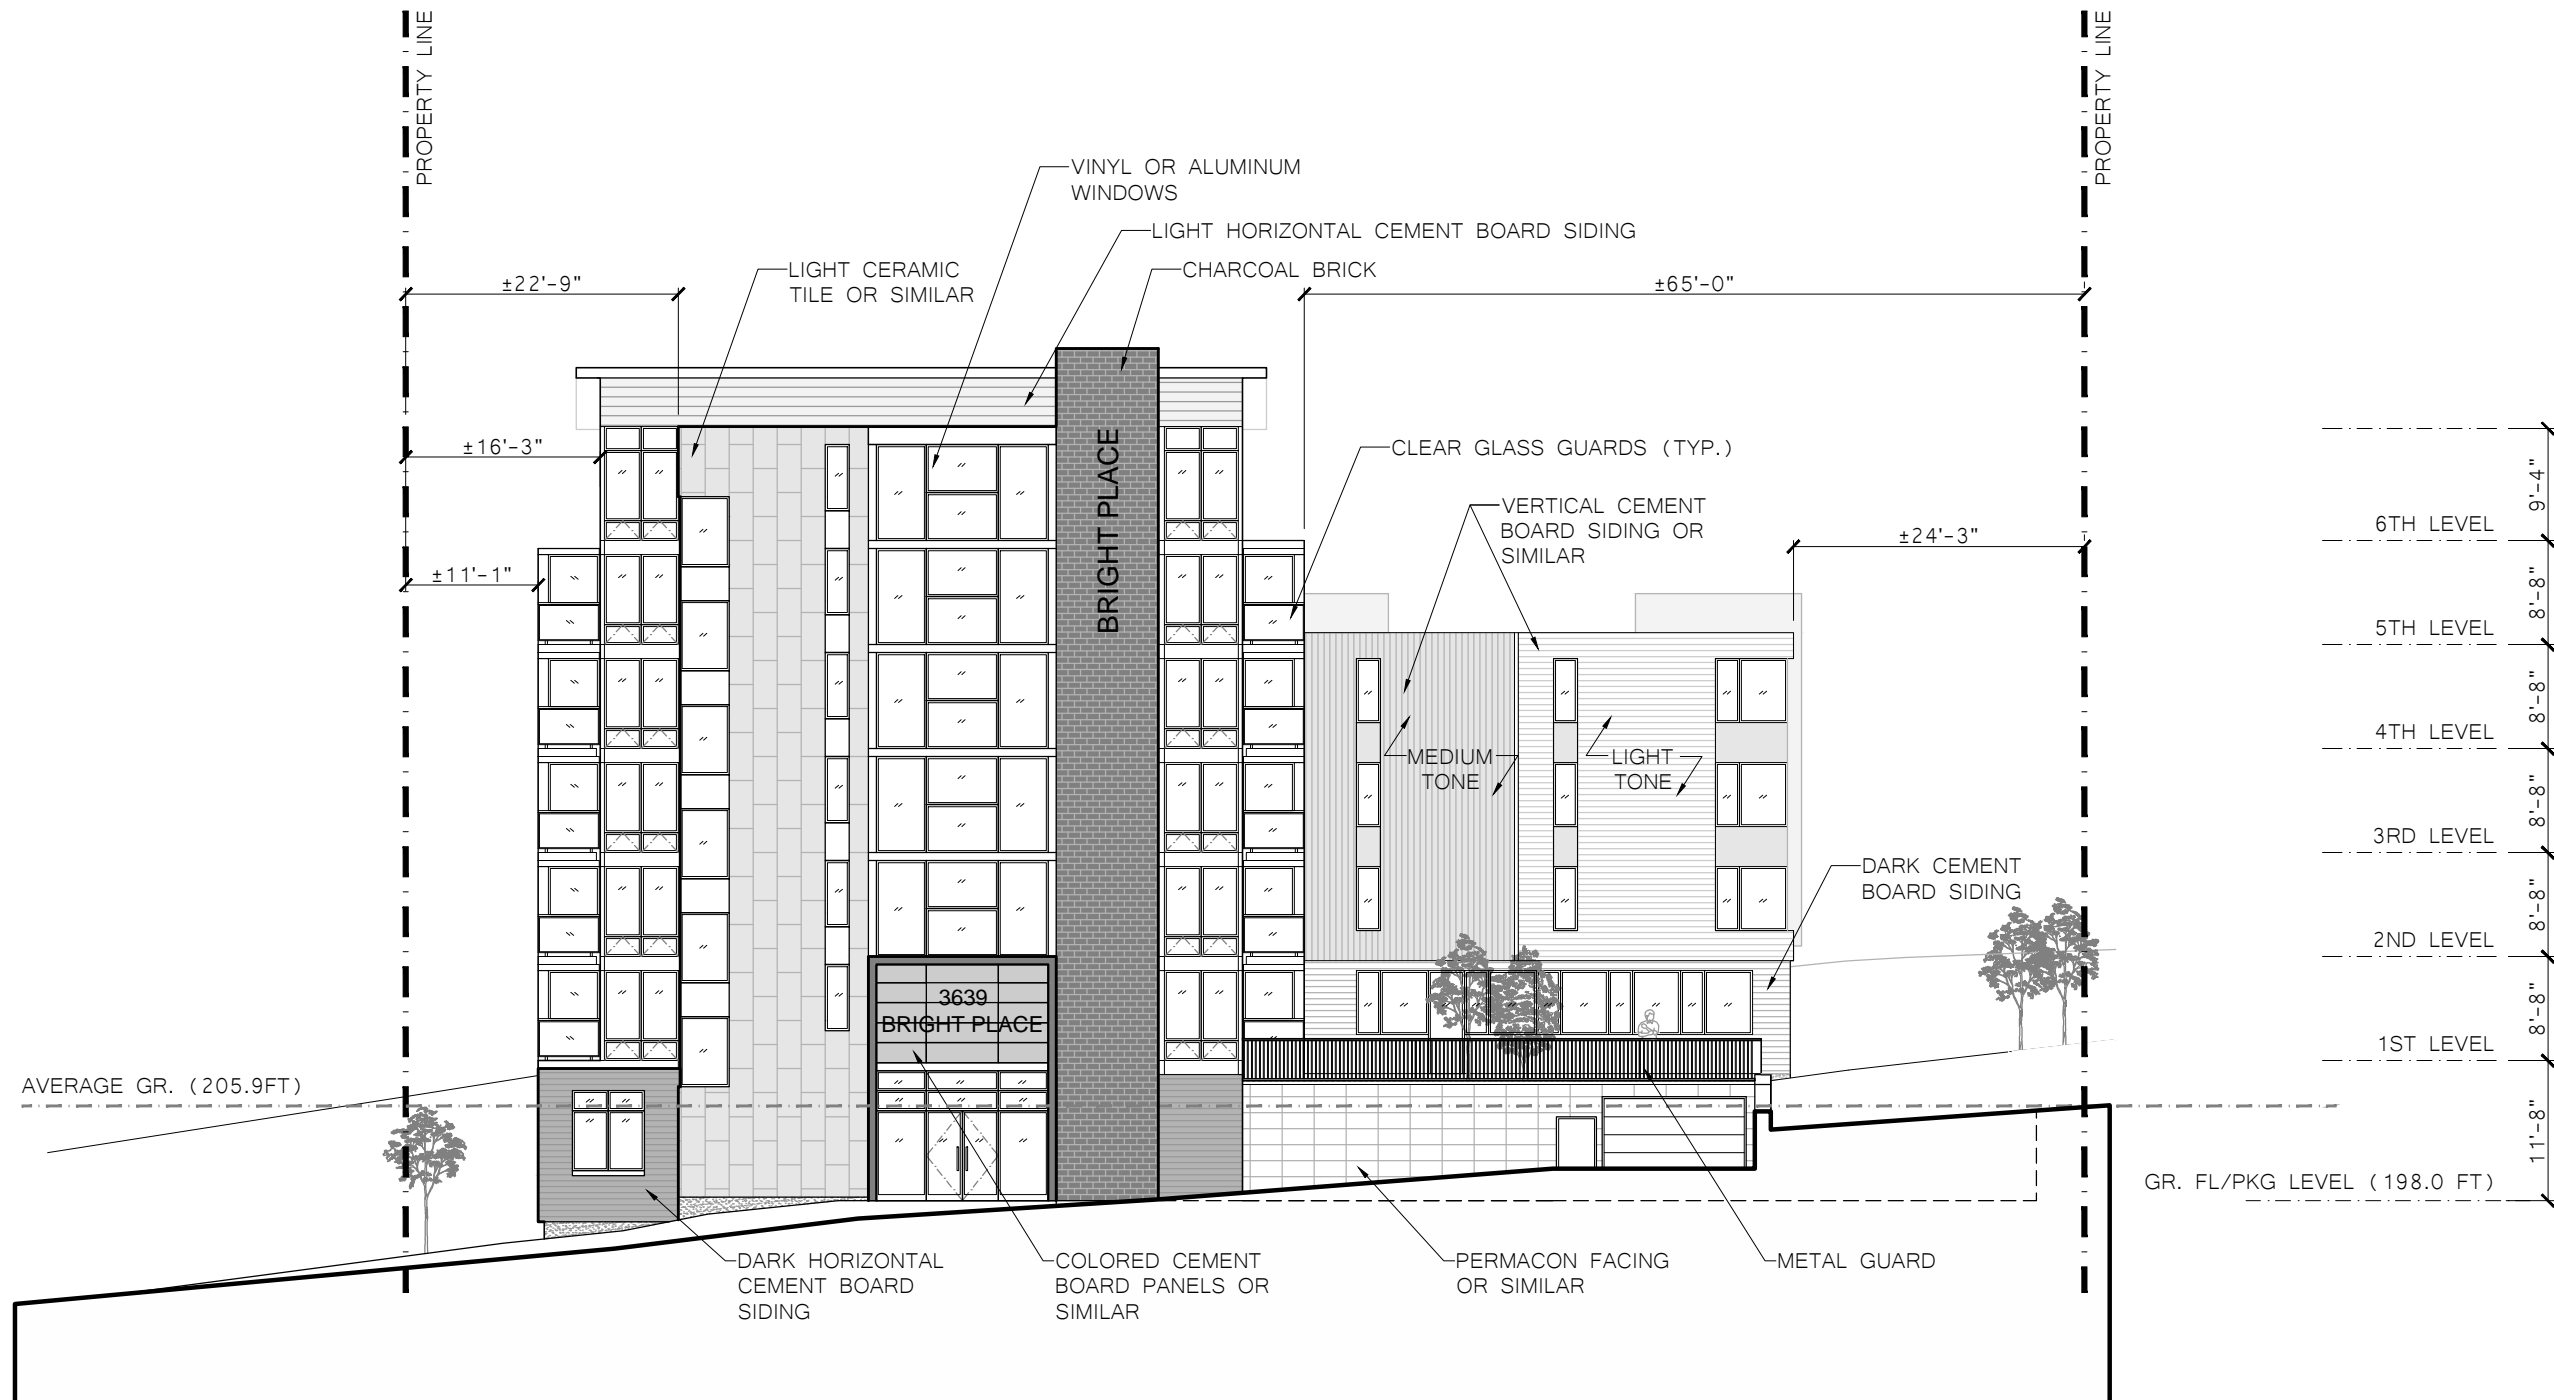 PROPERTY LINE
PROPERTY LINE
VINYL OR ALUMINUM
WINDOWS
LIGHT HORIZONTAL CEMENT BOARD SIDING
LIGHT CERAMIC
TILE OR SIMILAR
CHARCOAL BRICK
±22'-9"
±65'-0"
±16'-3"
BRIGHT PLACE
CLEAR GLASS GUARDS (TYP.)
VERTICAL CEMENT
BOARD SIDING OR
SIMILAR
±24'-3"
±11'-1"
9'-4"
6TH LEVEL
8'-8"
5TH LEVEL
8'-8"
4TH LEVEL
MEDIUM
TONE
LIGHT
TONE
8'-8"
3RD LEVEL
DARK CEMENT
BOARD SIDING
8'-8"
2ND LEVEL
3639
BRIGHT PLACE
8'-8"
1ST LEVEL
AVERAGE GR. (205.9FT)
11'-8"
GR. FL/PKG LEVEL (198.0 FT)
DARK HORIZONTAL
CEMENT BOARD
SIDING
COLORED CEMENT
BOARD PANELS OR
SIMILAR
PERMACON FACING
OR SIMILAR
METAL GUARD